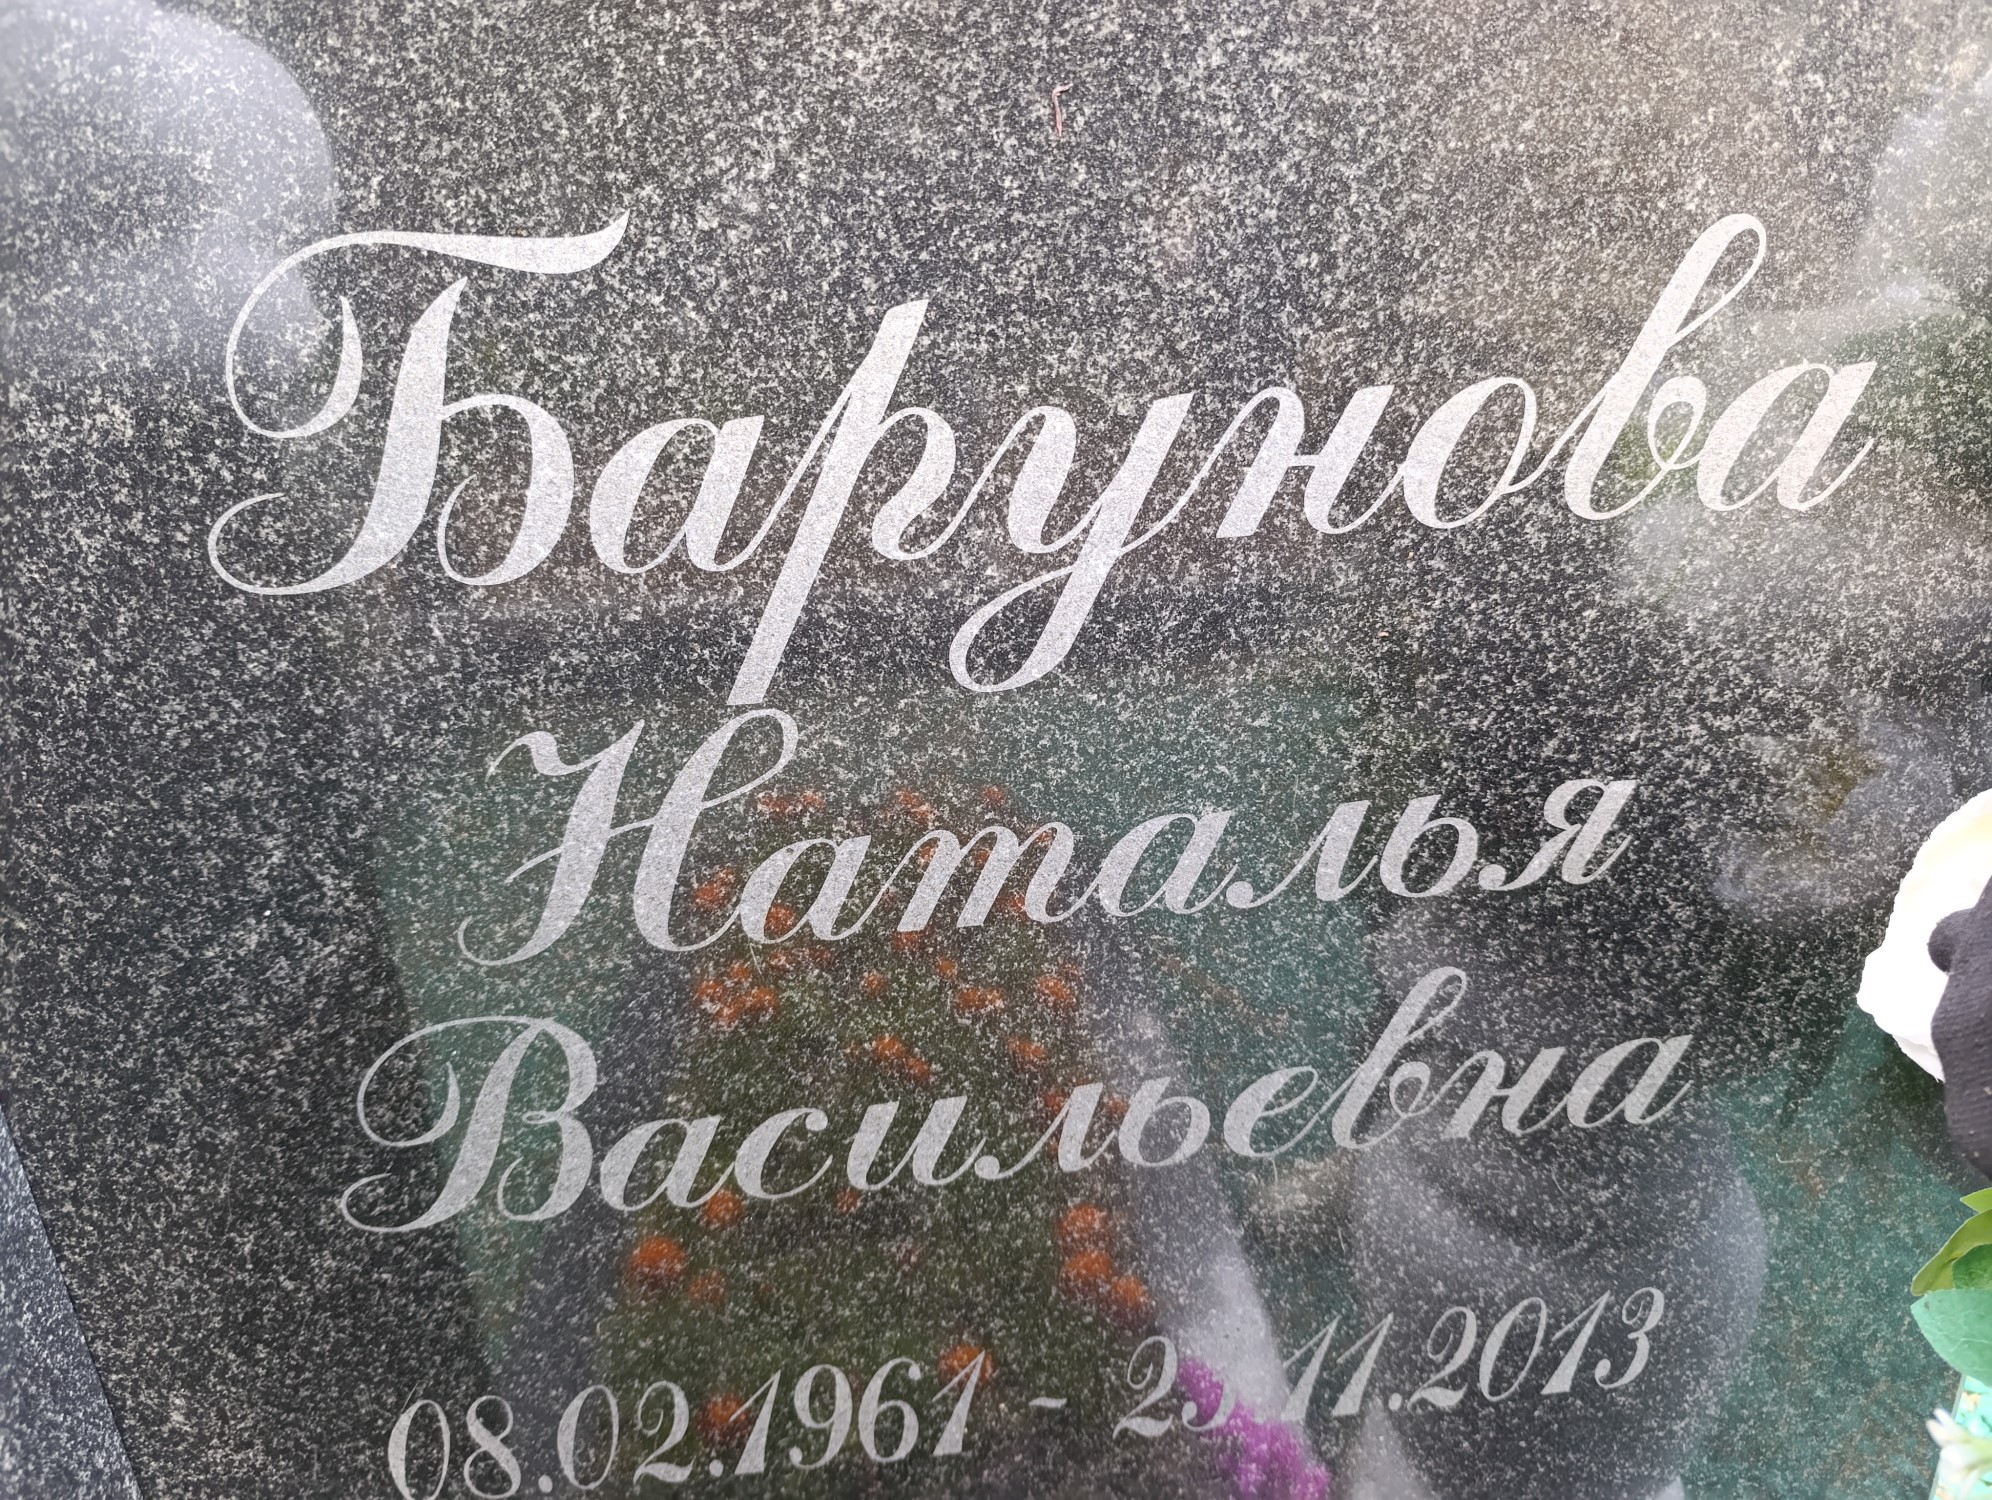 Барунова
Наталья
Васильевна
08.02.1961 -